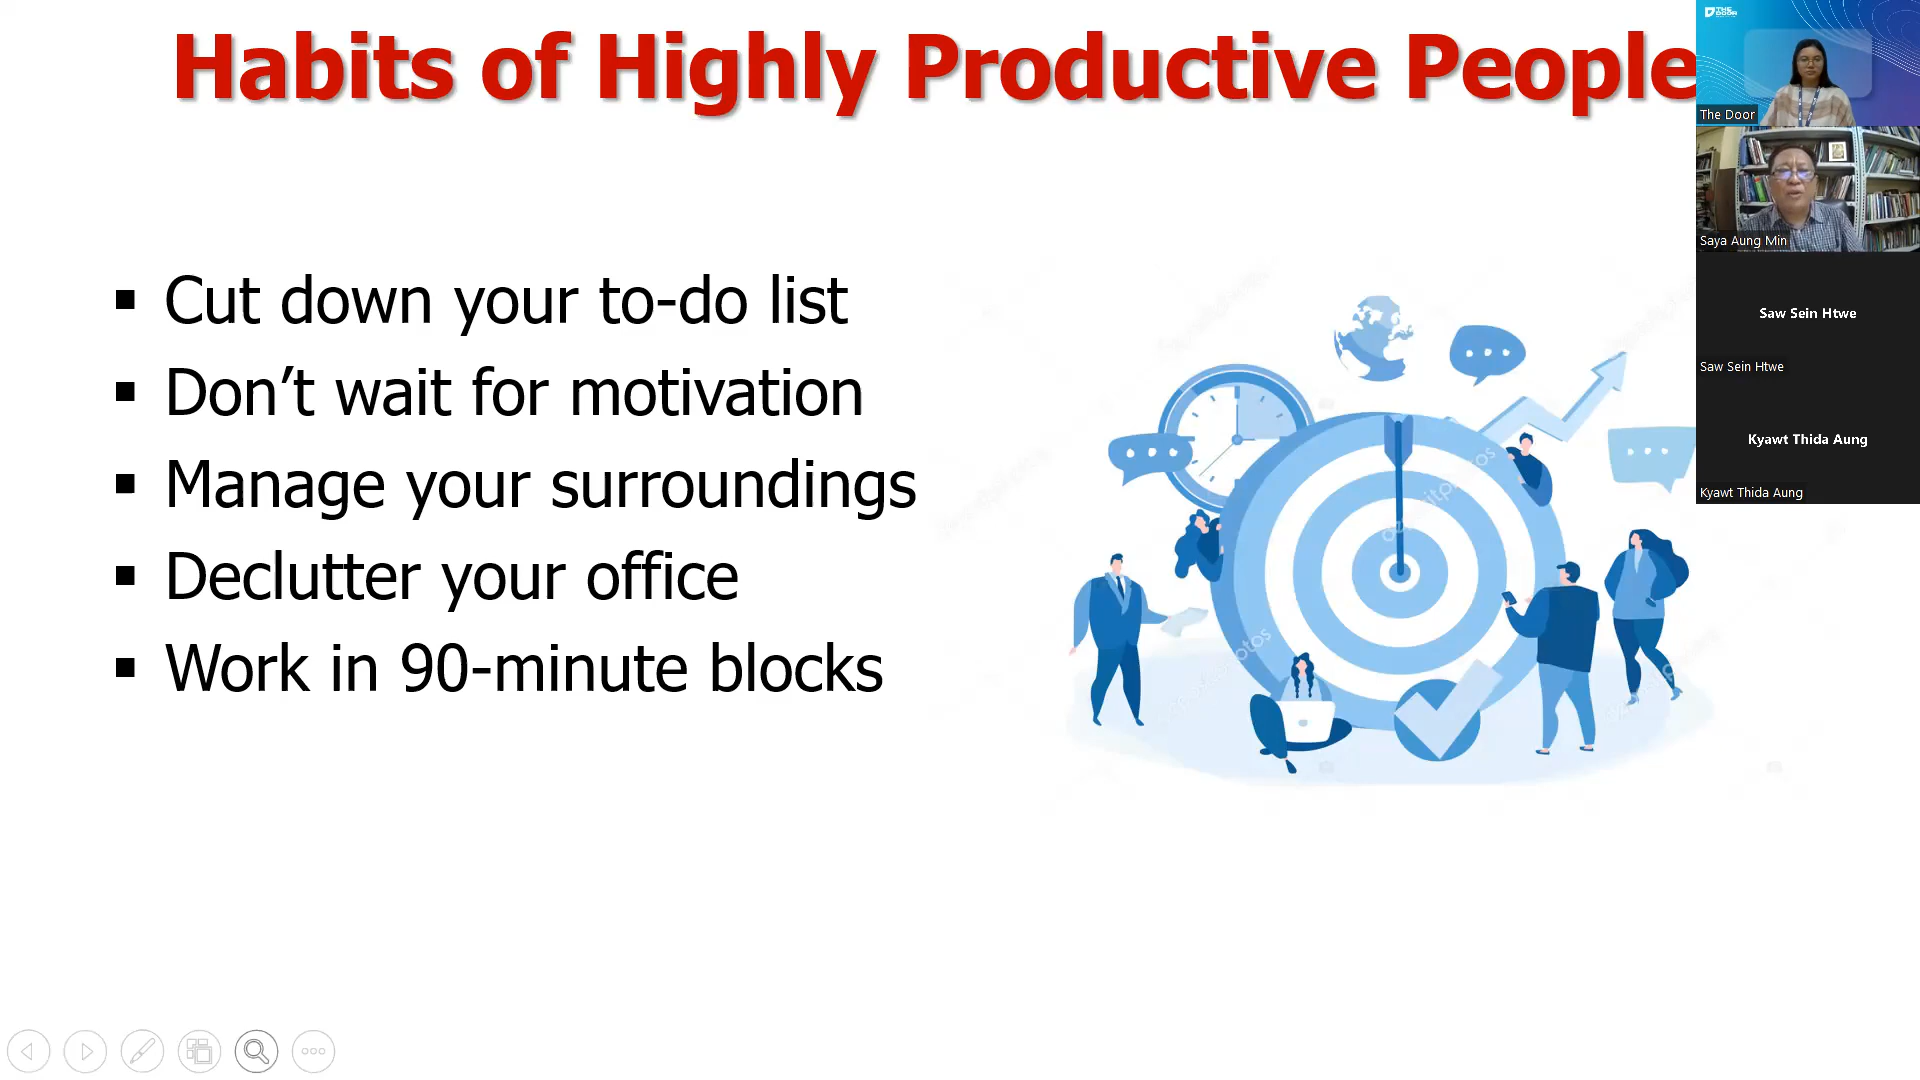 Habits of Highly Productive People
▪ Cut down your to-do list
▪ Don’t wait for motivation
▪ Manage your surroundings
▪ Declutter your office
▪ Work in 90-minute blocks
THE DOOR
The Door
Saya Aung Min
Saw Sein Htwe
Saw Sein Htwe
Kyawt Thida Aung
Kyawt Thida Aung